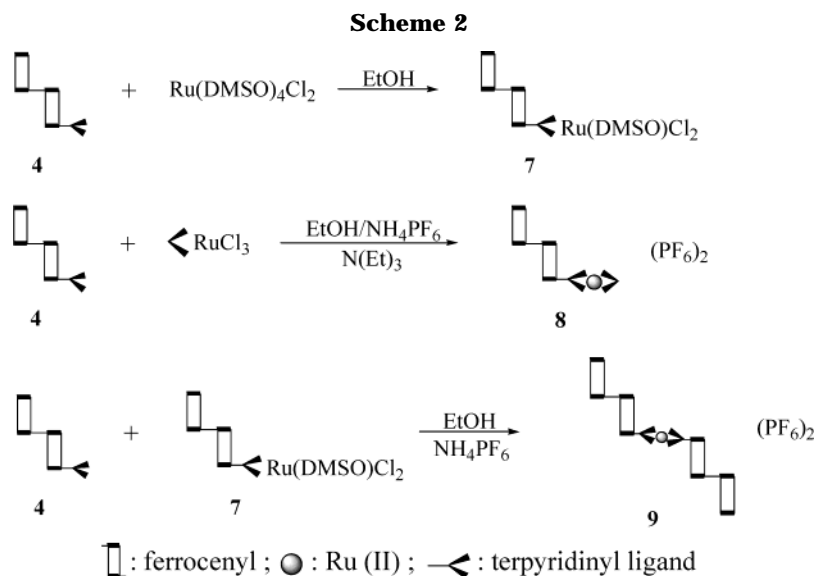 Scheme 2
+ Ru(DMSO)4Cl2 EtOH Ru(DMSO)Cl2
4 7
+ RuCl3 EtOH/NH4PF6 N(Et)3 (PF6)2
4 8
+ Ru(DMSO)Cl2 EtOH NH4PF6 (PF6)2
4 7 9
: ferrocenyl ; : Ru (II) ; : terpyridinyl ligand